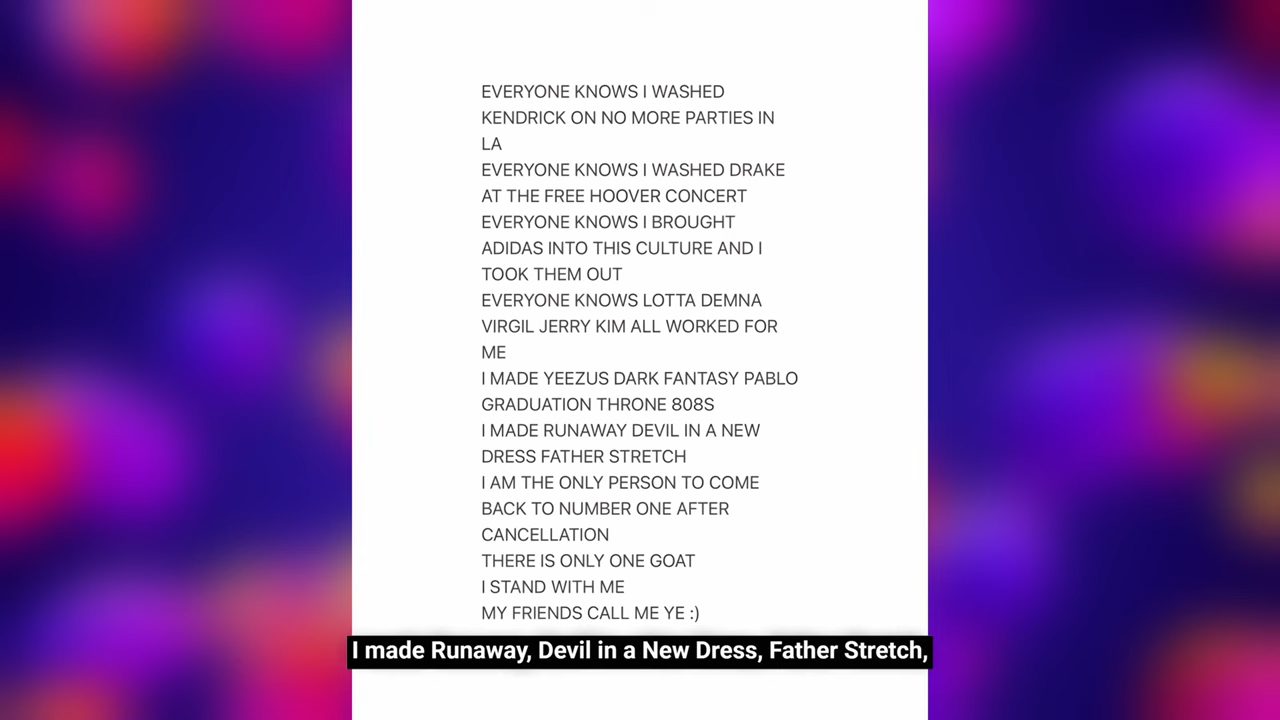 EVERYONE KNOWS I WASHED
KENDRICK ON NO MORE PARTIES IN
LA
EVERYONE KNOWS I WASHED DRAKE
AT THE FREE HOOVER CONCERT
EVERYONE KNOWS I BROUGHT
ADIDAS INTO THIS CULTURE AND I
TOOK THEM OUT
EVERYONE KNOWS LOTTA DEMNA
VIRGIL JERRY KIM ALL WORKED FOR
ME
I MADE YEEZUS DARK FANTASY PABLO
GRADUATION THRONE 808S
I MADE RUNAWAY DEVIL IN A NEW
DRESS FATHER STRETCH
I AM THE ONLY PERSON TO COME
BACK TO NUMBER ONE AFTER
CANCELLATION
THERE IS ONLY ONE GOAT
I STAND WITH ME
MY FRIENDS CALL ME YE :)
I made Runaway, Devil in a New Dress, Father Stretch,